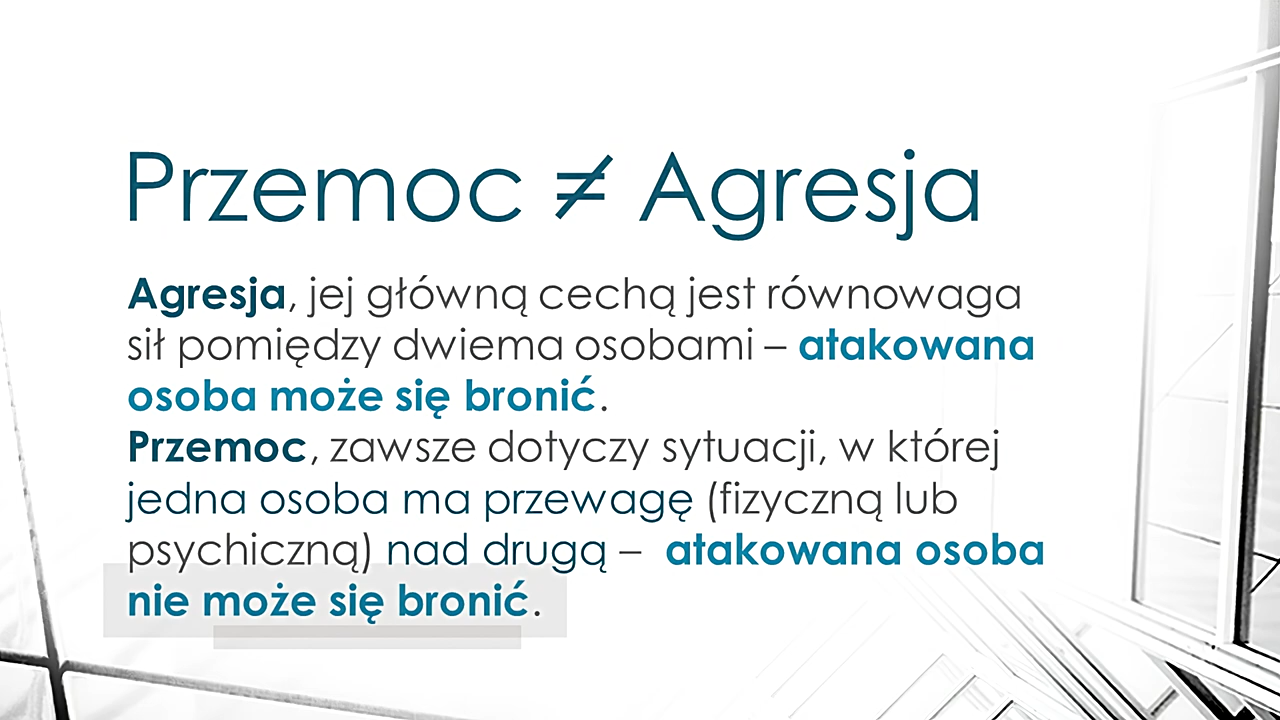 Przemoc ≠ Agresja
Agresja, jej główną cechą jest równowaga
sił pomiędzy dwiema osobami – atakowana
osoba może się bronić.
Przemoc, zawsze dotyczy sytuacji, w której
jedna osoba ma przewagę (fizyczną lub
psychiczną) nad drugą – atakowana osoba
nie może się bronić.